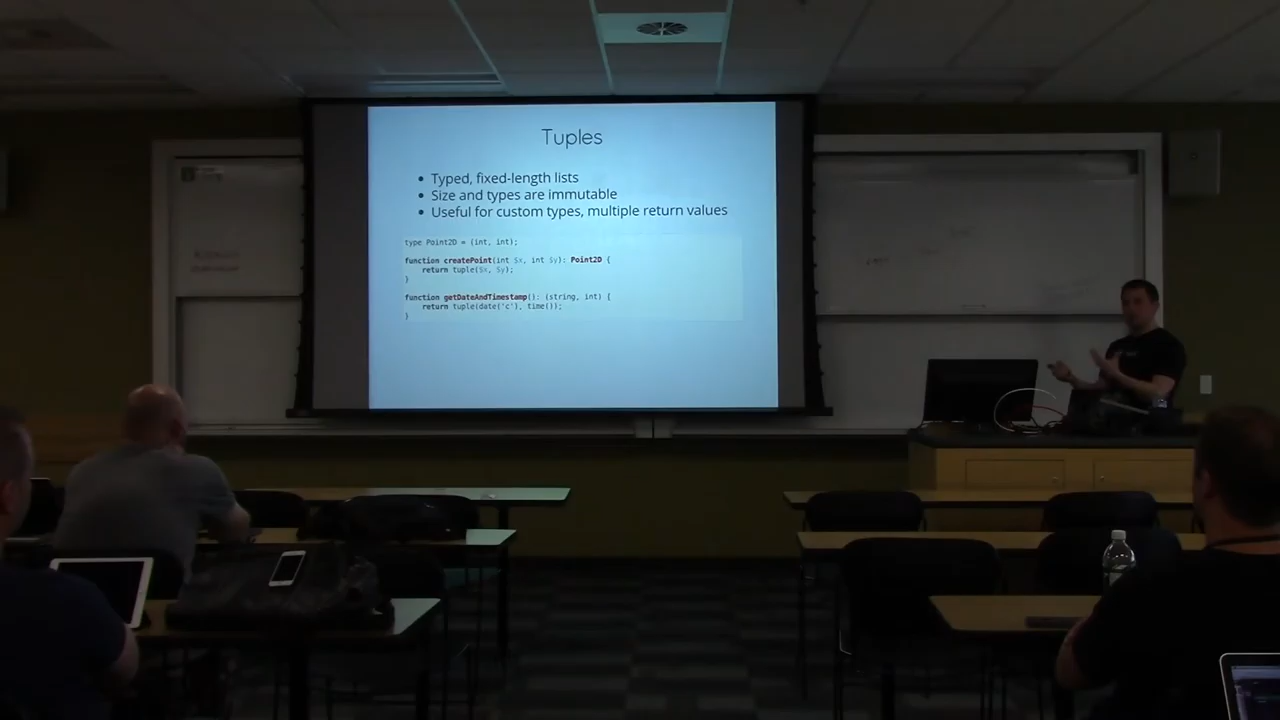 Tuples
• Typed, fixed-length lists
• Size and types are immutable
• Useful for custom types, multiple return values
type Point2D = (int, int);
function createPoint(int $x, int $y): Point2D {
return tuple($x, $y);
}
function getDateAndTimestamp(): (string, int) {
return tuple(date('c'), time());
}